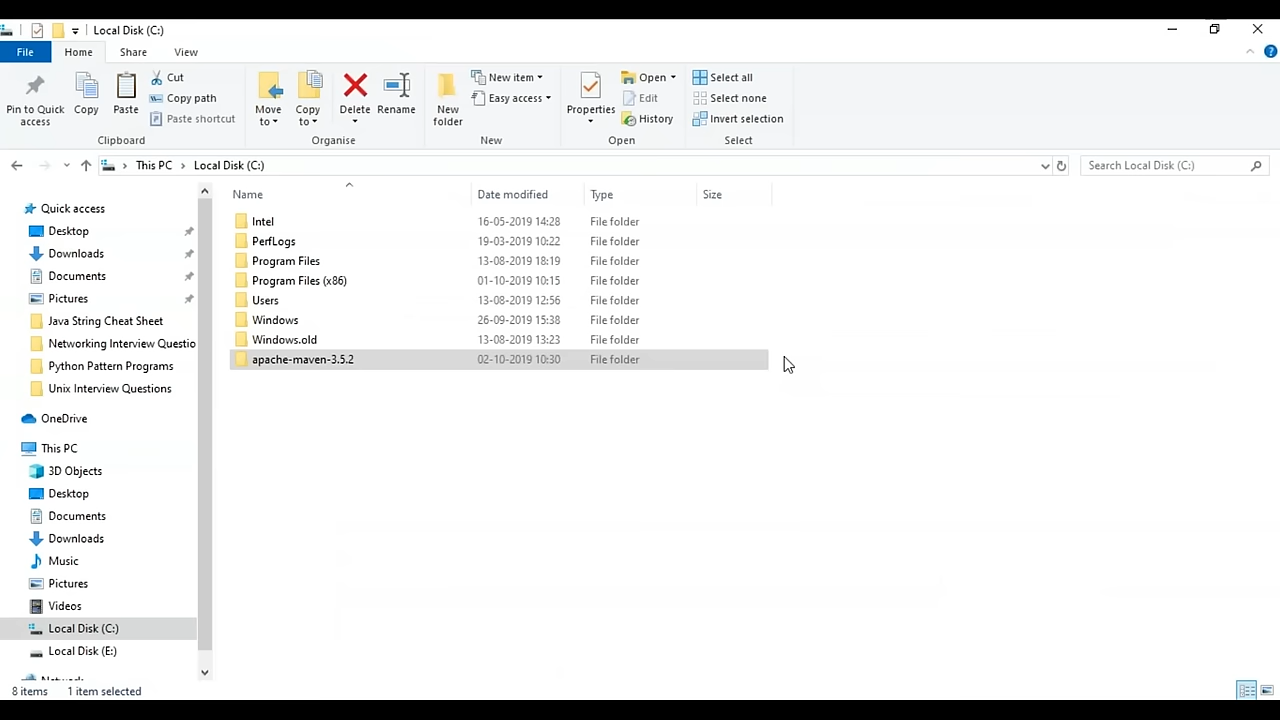 Local Disk (C:)
File Home Share View
Pin to Quick access
Copy
Paste
Cut
Copy path
Paste shortcut
Clipboard
Move to
Copy to
Delete
Rename
Organise
New folder
New item
Easy access
New
Properties
Open
Edit
History
Open
Select all
Select none
Invert selection
Select
This PC Local Disk (C:)
Search Local Disk (C:)
Name Date modified Type Size
Intel 16-05-2019 14:28 File folder
PerfLogs 19-03-2019 10:22 File folder
Program Files 13-08-2019 18:19 File folder
Program Files (x86) 01-10-2019 10:15 File folder
Users 13-08-2019 12:56 File folder
Windows 26-09-2019 15:38 File folder
Windows.old 13-08-2019 13:23 File folder
apache-maven-3.5.2 02-10-2019 10:30 File folder
Quick access
Desktop
Downloads
Documents
Pictures
Java String Cheat Sheet
Networking Interview Questio
Python Pattern Programs
Unix Interview Questions
OneDrive
This PC
3D Objects
Desktop
Documents
Downloads
Music
Pictures
Videos
Local Disk (C:)
Local Disk (E:)
8 items 1 item selected